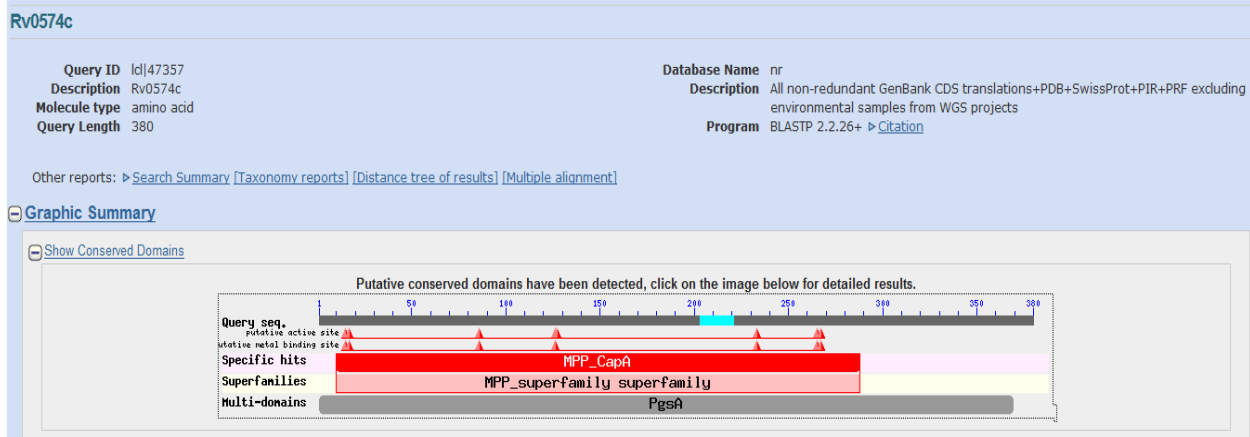 Rv0574c
Query ID lcl|47357
Description Rv0574c
Molecule type amino acid
Query Length 380
Database Name nr
Description All non-redundant GenBank CDS translations+PDB+SwissProt+PIR+PRF excluding
environmental samples from WGS projects
Program BLASTP 2.2.26+ Citation
Other reports: Search Summary [Taxonomy reports] [Distance tree of results] [Multiple alignment]
Graphic Summary
Show Conserved Domains
Putative conserved domains have been detected, click on the image below for detailed results.
1 50 100 150 200 250 300 350 380
Query seq.
putative active site
utative metal binding site
Specific hits MPP_CapA
Superfamilies MPP_superfamily superfamily
Multi-domains PgsA